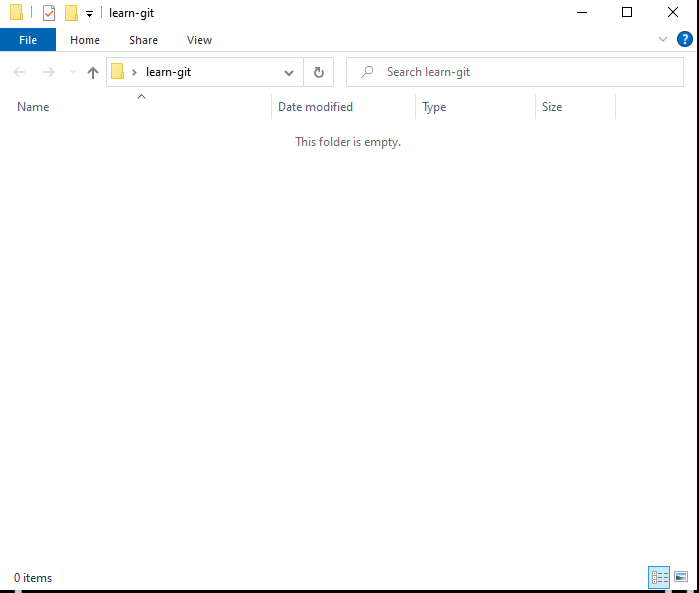 learn-git
File Home Share View ?
learn-git Search learn-git
Name Date modified Type Size
This folder is empty.
0 items